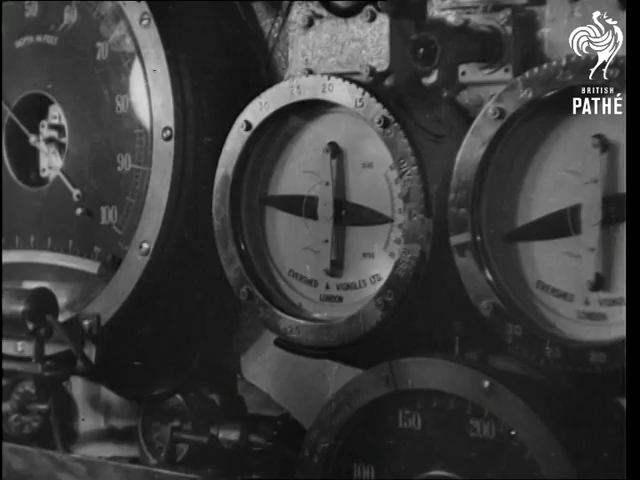 50
60
70
80
90
100
DEPTH IN FEET
30 25 20 15
EVERSHED & VIGNOLES LTD.
LONDON
EVERSHED & VIGNOLES
LONDON
100 150 200
BRITISH
PATHÉ